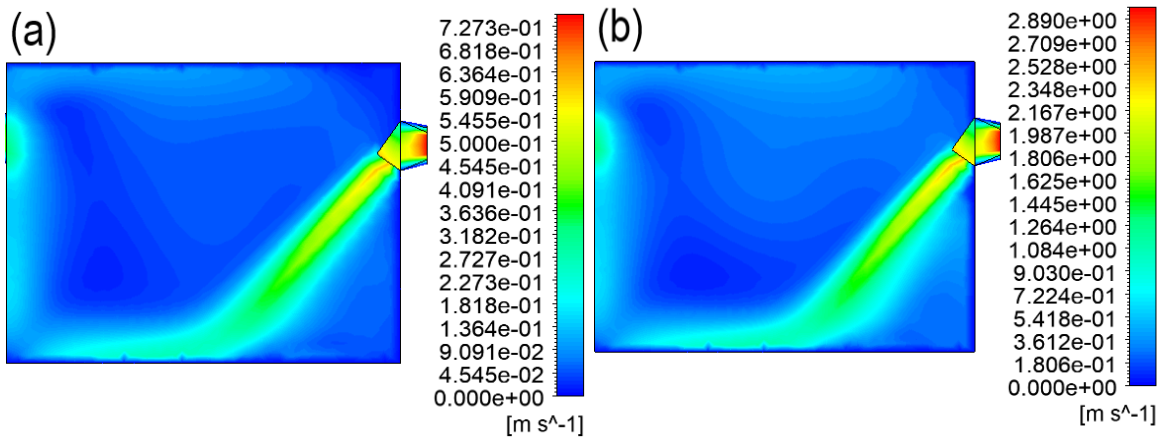 (a)
7.273e-01
6.818e-01
6.364e-01
5.909e-01
5.455e-01
5.000e-01
4.545e-01
4.091e-01
3.636e-01
3.182e-01
2.727e-01
2.273e-01
1.818e-01
1.364e-01
9.091e-02
4.545e-02
0.000e+00
[m s^-1]
(b)
2.890e+00
2.709e+00
2.528e+00
2.348e+00
2.167e+00
1.987e+00
1.806e+00
1.625e+00
1.445e+00
1.264e+00
1.084e+00
9.030e-01
7.224e-01
5.418e-01
3.612e-01
1.806e-01
0.000e+00
[m s^-1]